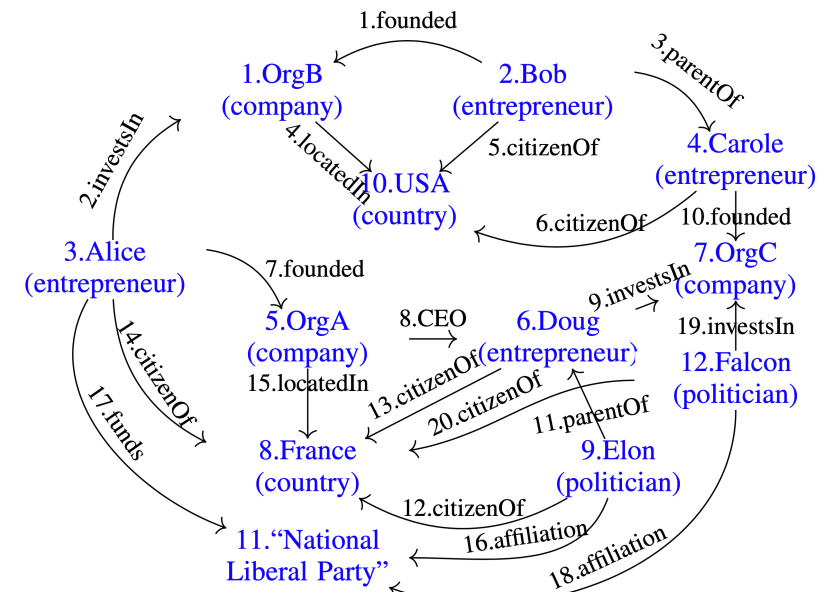 1.founded
1.OrgB
(company)
2.Bob
(entrepreneur)
3.parentOf
2.investsIn
4.locatedIn
5.citizenOf
4.Carole
(entrepreneur)
10.USA
(country)
6.citizenOf
10.founded
3.Alice
(entrepreneur)
7.founded
7.OrgC
(company)
9.investsIn
5.OrgA
(company)
8.CEO
6.Doug
(entrepreneur)
19.investsIn
12.Falcon
(politician)
14.citizenOf
15.locatedIn
13.citizenOf
20.citizenOf
11.parentOf
17.funds
8.France
(country)
9.Elon
(politician)
12.citizenOf
16.affiliation
18.affiliation
11.“National
Liberal Party”